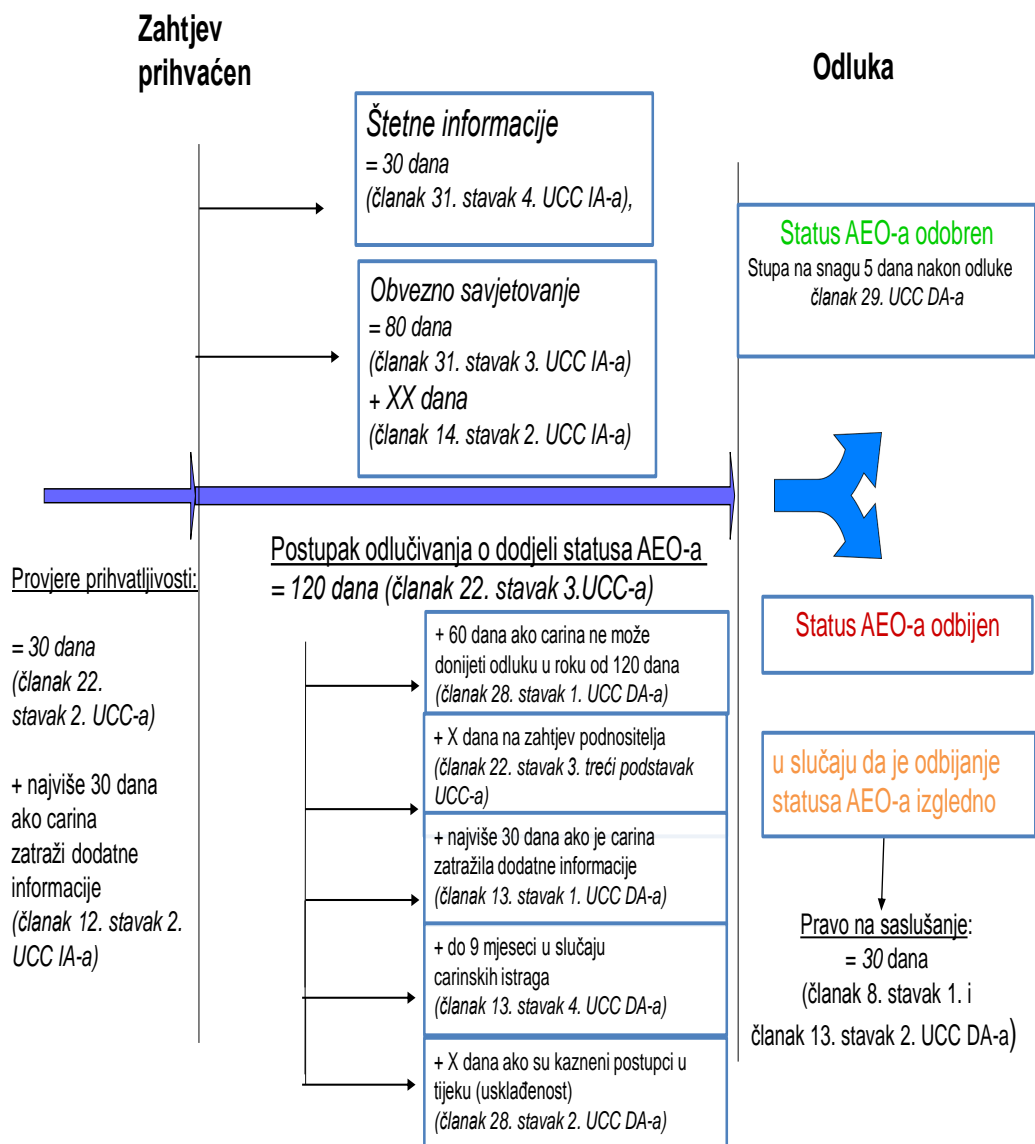 Zahtjev
prihvaćen
Odluka
Štetne informacije
= 30 dana
(članak 31. stavak 4. UCC IA-a),
Obvezno savjetovanje
= 80 dana
(članak 31. stavak 3. UCC IA-a)
+ XX dana
(članak 14. stavak 2. UCC IA-a)
Status AEO-a odobren
Stupa na snagu 5 dana nakon odluke
članak 29. UCC DA-a
Provjere prihvatljivosti:
= 30 dana
(članak 22.
stavak 2. UCC-a)
+ najviše 30 dana
ako carina
zatraži dodatne
informacije
(članak 12. stavak 2.
UCC IA-a)
Postupak odlučivanja o dodjeli statusa AEO-a
= 120 dana (članak 22. stavak 3.UCC-a)
+ 60 dana ako carina ne može
donijeti odluku u roku od 120 dana
(članak 28. stavak 1. UCC DA-a)
+ X dana na zahtjev podnositelja
(članak 22. stavak 3. treći podstavak
UCC-a)
+ najviše 30 dana ako je carina
zatražila dodatne informacije
(članak 13. stavak 1. UCC DA-a)
+ do 9 mjeseci u slučaju
carinskih istraga
(članak 13. stavak 4. UCC DA-a)
+ X dana ako su kazneni postupci u
tijeku (usklađenost)
(članak 28. stavak 2. UCC DA-a)
Status AEO-a odbijen
u slučaju da je odbijanje
statusa AEO-a izgledno
Pravo na saslušanje:
= 30 dana
(članak 8. stavak 1. i
članak 13. stavak 2. UCC DA-a)